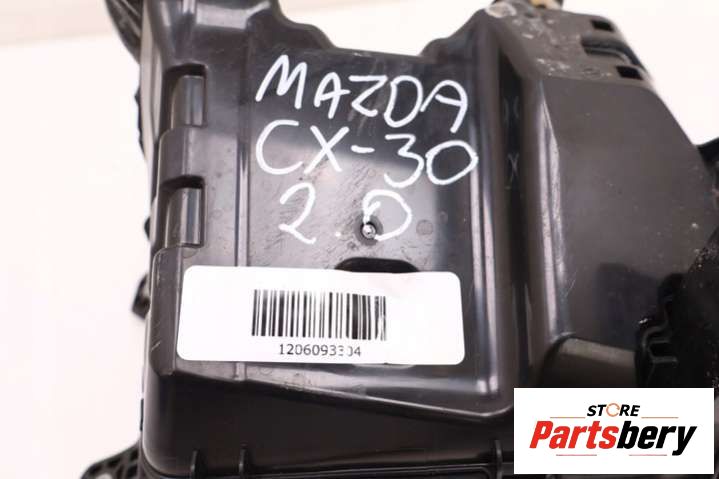 MAZDA
CX-30
2.0
1206093304
STORE
Partsbery